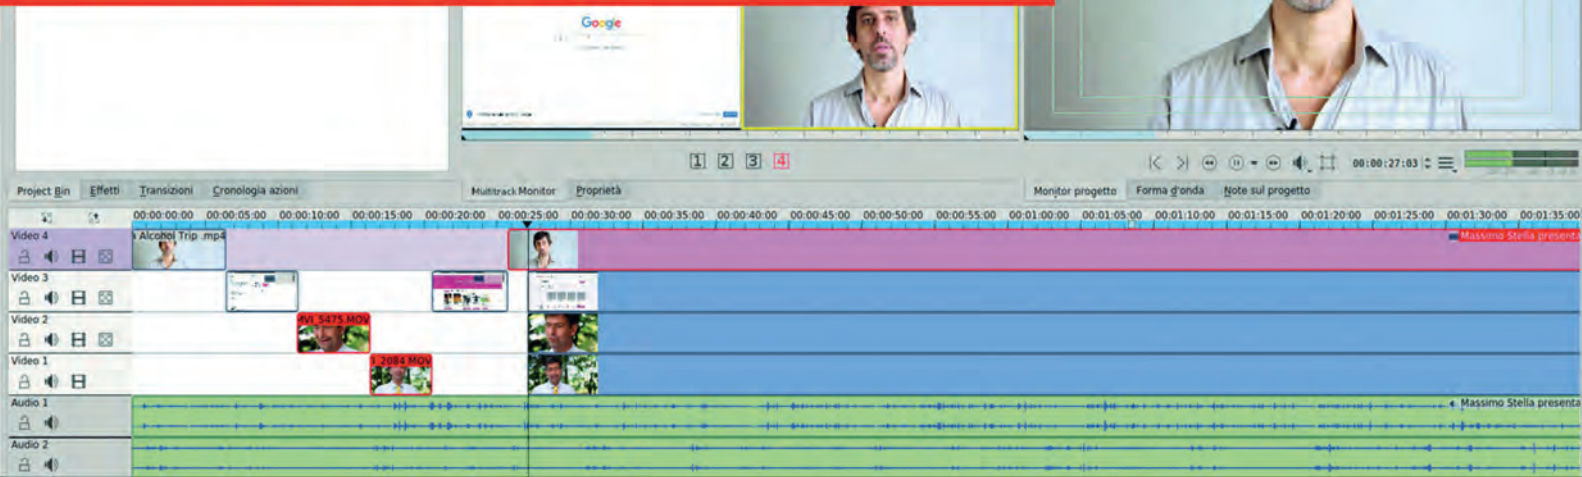 Google
1 2 3 4
00:00:27:03
Project Bin Effetti Transizioni Cronologia azioni
Multitrack Monitor Proprietà
Monitor progetto Forma d'onda Note sul progetto
00:00:00:00 00:00:05:00 00:00:10:00 00:00:15:00 00:00:20:00 00:00:25:00 00:00:30:00 00:00:35:00 00:00:40:00 00:00:45:00 00:00:50:00 00:00:55:00 00:01:00:00 00:01:05:00 00:01:10:00 00:01:15:00 00:01:20:00 00:01:25:00 00:01:30:00 00:01:35:00
Video 4
Alcohol Trip .mp4
Massimo Stella presenta
Video 3
Video 2
MVI_5475.MOV
Video 1
_2084.MOV
Audio 1
Massimo Stella presenta
Audio 2